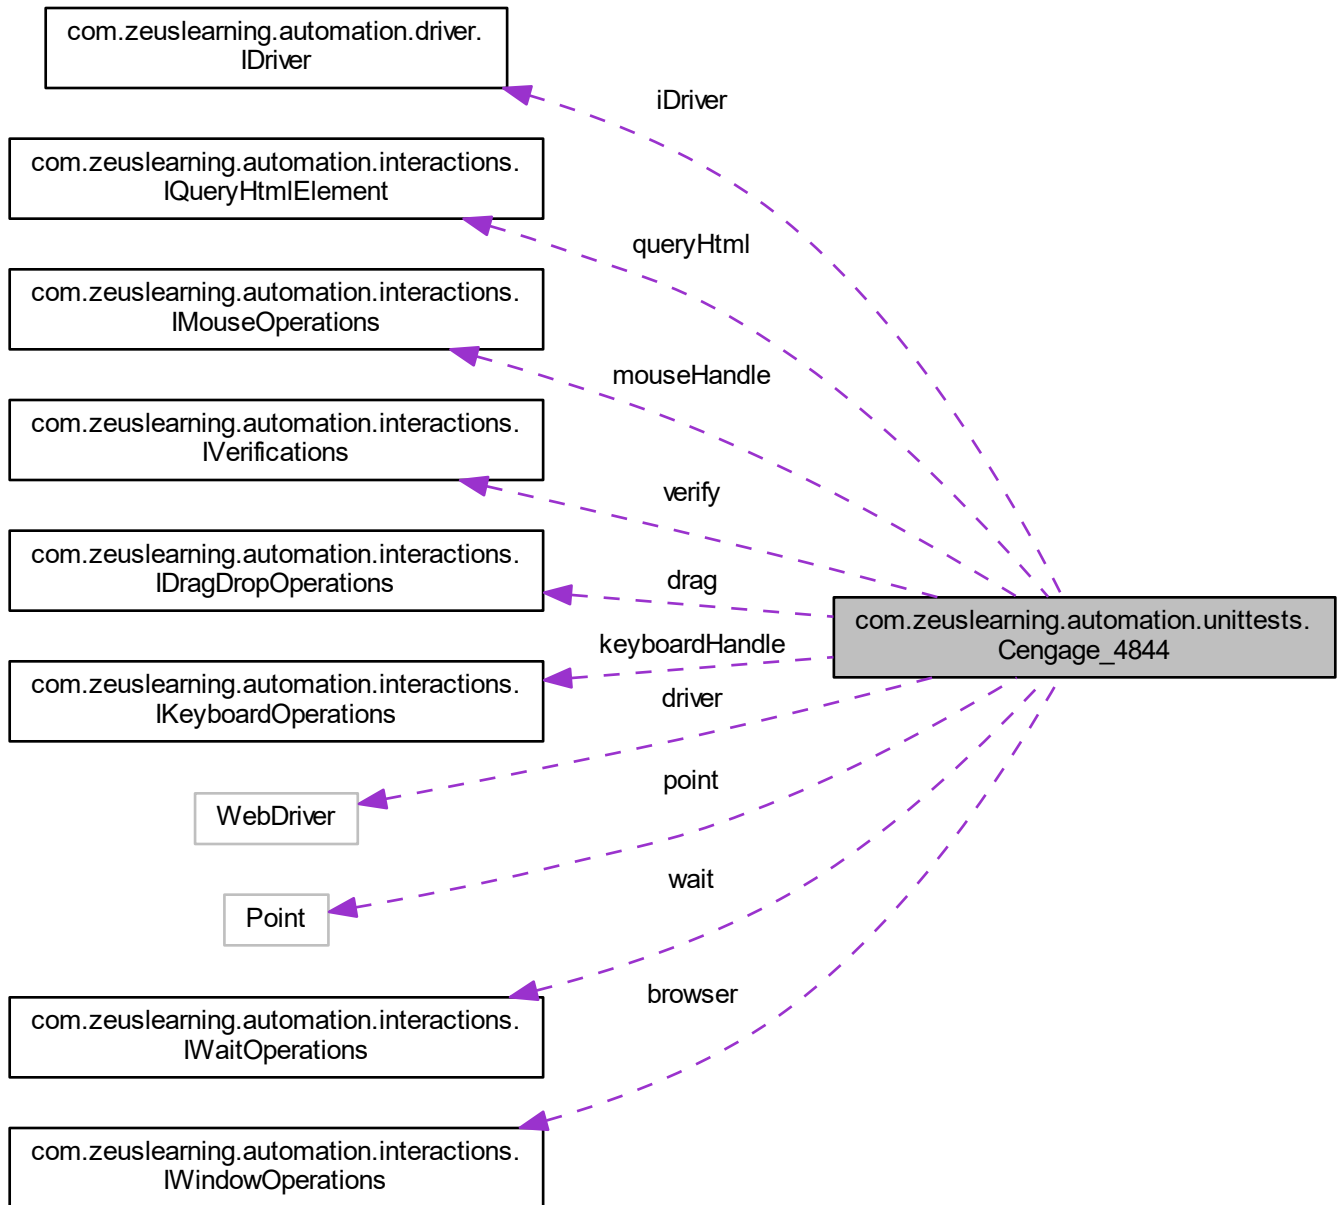 com.zeuslearning.automation.driver.
IDriver
iDriver
com.zeuslearning.automation.interactions.
IQueryHtmlElement
queryHtml
com.zeuslearning.automation.interactions.
IMouseOperations
mouseHandle
com.zeuslearning.automation.interactions.
IVerifications
verify
com.zeuslearning.automation.interactions.
IDragDropOperations
drag
com.zeuslearning.automation.unittests.
Cengage_4844
keyboardHandle
com.zeuslearning.automation.interactions.
IKeyboardOperations
driver
WebDriver
point
Point
wait
com.zeuslearning.automation.interactions.
IWaitOperations
browser
com.zeuslearning.automation.interactions.
IWindowOperations